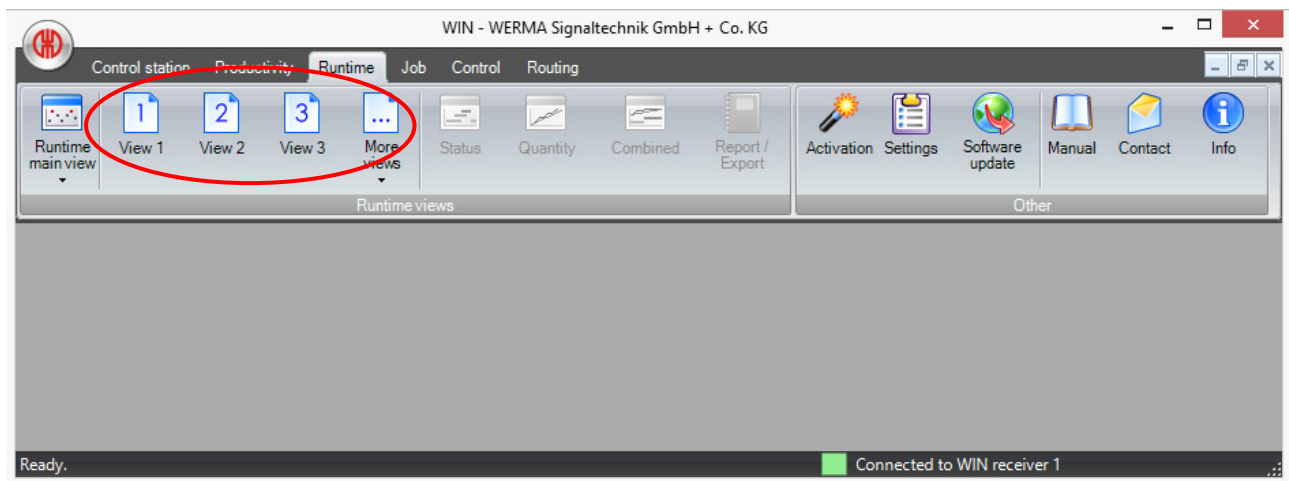 WIN - WERMA Signaltechnik GmbH + Co. KG
Control station Productivity Runtime Job Control Routing
1 2 3 ...
Runtime main view View 1 View 2 View 3 More views Status Quantity Combined Report / Export Activation Settings Software update Manual Contact Info
Runtime views Other
Ready. Connected to WIN receiver 1